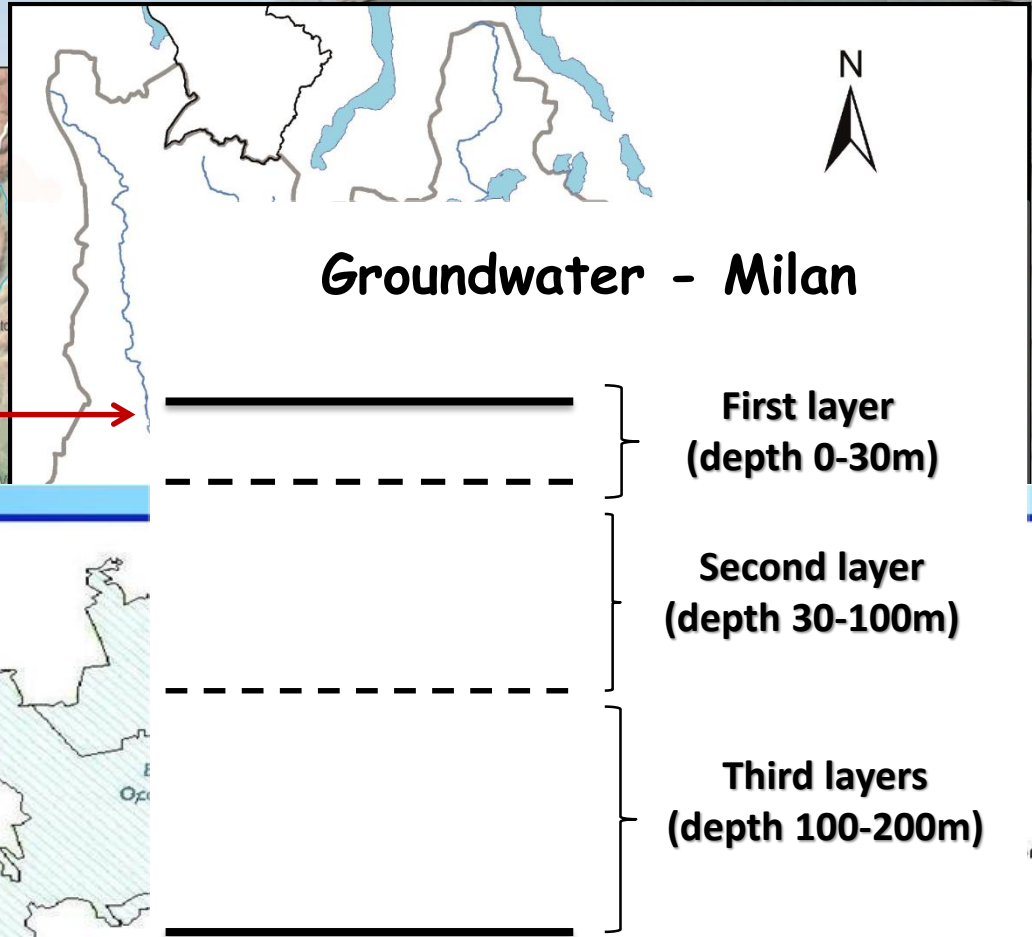 N
Groundwater - Milan
First layer
(depth 0-30m)
Second layer
(depth 30-100m)
Third layers
(depth 100-200m)